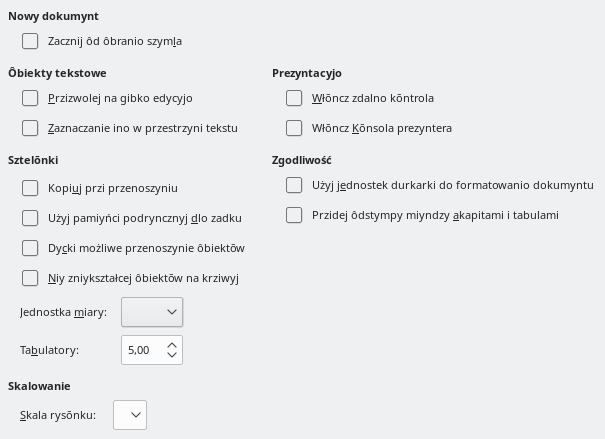 Nowy dokumynt
Zacznij ôd ôbranio szymla
Ôbiekty tekstowe
Przizwolej na gibko edycyjo
Zaznaczanie ino w przestrzyni tekstu
Sztelōnki
Kopiuj przi przenoszyniu
Użyj pamiyńci podryncznyj dlo zadku
Dycki możliwe przenoszynie ôbiektōw
Niy zniykształcej ôbiektōw na krziwyj
Jednostka miary:
Tabulatory: 5,00
Skalowanie
Skala rysōnku:
Prezyntacyjo
Włōncz zdalno kōntrola
Włōncz Kōnsola prezyntera
Zgodliwość
Użyj jednostek durkarki do formatowanio dokumyntu
Przidej ôdstympy miyndzy akapitami i tabulami